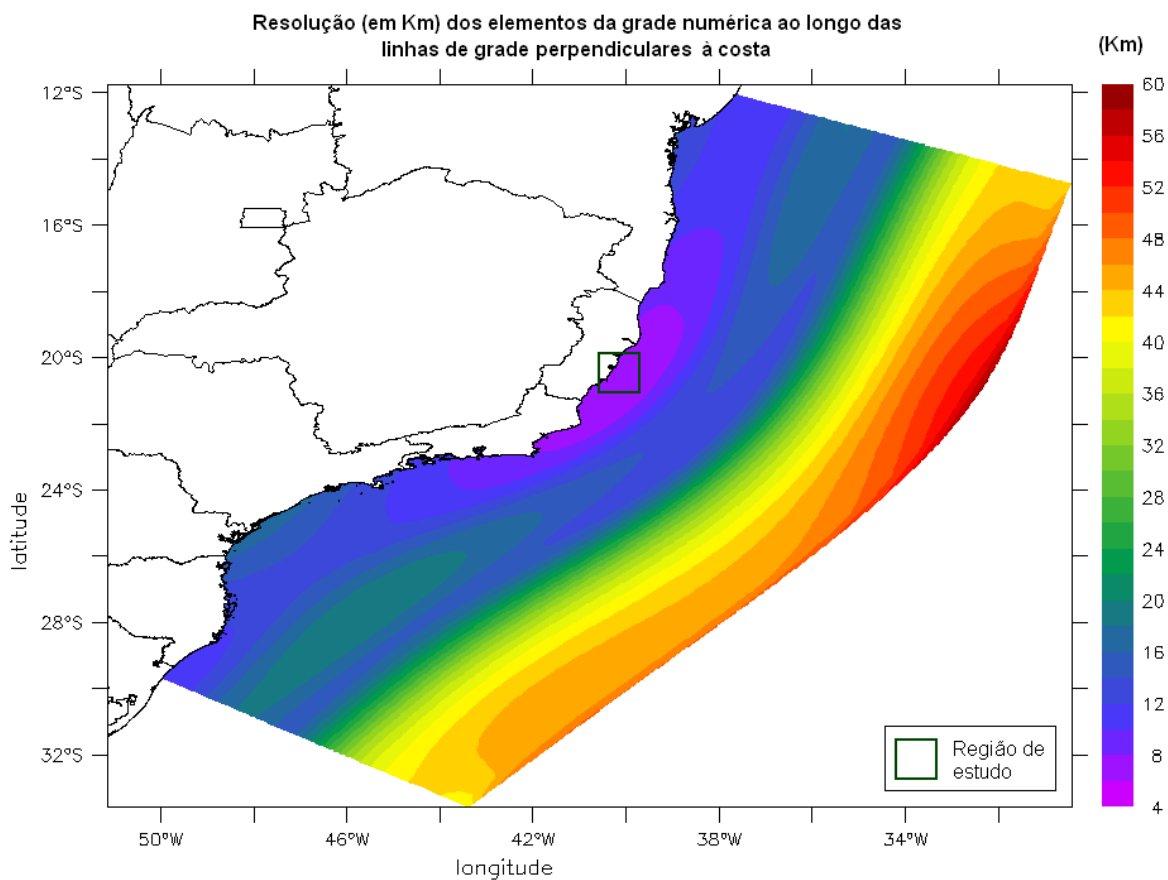 Resolução (em Km) dos elementos da grade numérica ao longo das
linhas de grade perpendiculares à costa
(Km)
60
56
52
48
44
40
36
32
28
24
20
16
12
8
4
12°S
16°S
20°S
24°S
28°S
32°S
latitude
50°W
46°W
42°W
38°W
34°W
longitude
Região de
estudo